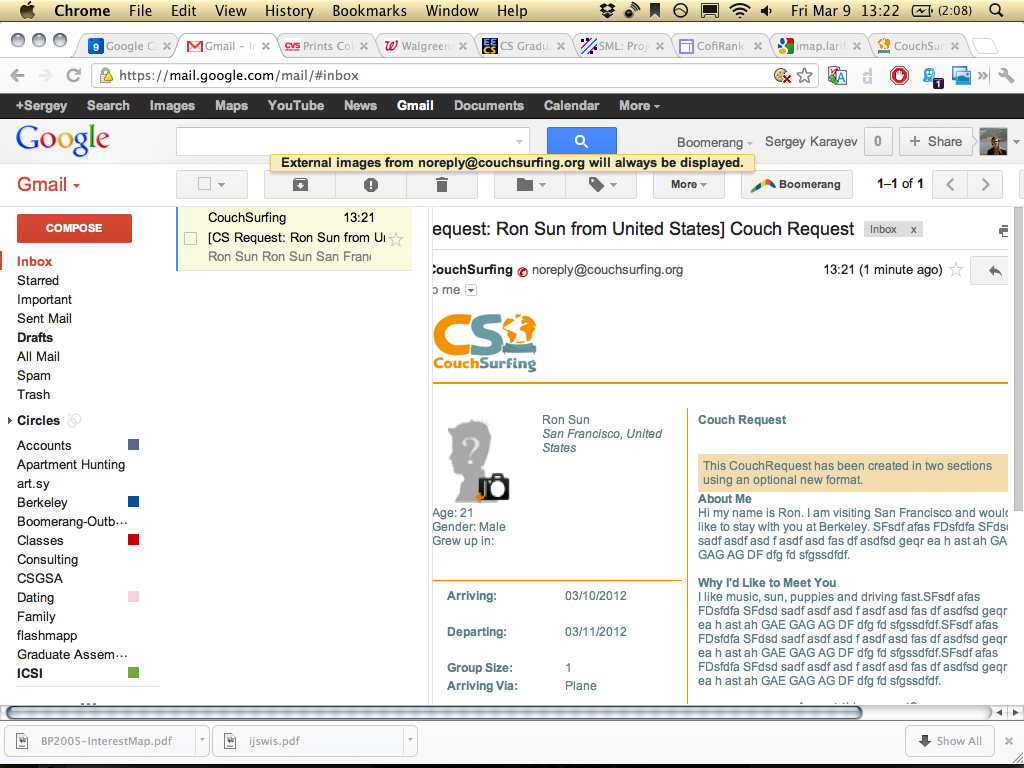 Chrome File Edit View History Bookmarks Window Help Fri Mar 9 13:22 (2:08)
9 Google C Gmail - I CVS Prints Co Walgreen EECS CS Gradu SML: Proj CofiRank imap.lari CouchSur
https://mail.google.com/mail/#inbox 1
+Sergey Search Images Maps YouTube News Gmail Documents Calendar More
Google Boomerang Sergey Karayev 0 + Share
External images from noreply@couchsurfing.org will always be displayed.
Gmail More Boomerang 1–1 of 1
COMPOSE
Inbox
Starred
Important
Sent Mail
Drafts
All Mail
Spam
Trash
Circles
Accounts
Apartment Hunting
art.sy
Berkeley
Boomerang-Outb...
Classes
Consulting
CSGSA
Dating
Family
flashmapp
Graduate Assem...
ICSI
CouchSurfing 13:21
[CS Request: Ron Sun from U
Ron Sun Ron Sun San Franc
equest: Ron Sun from United States] Couch Request Inbox x
CouchSurfing noreply@couchsurfing.org 13:21 (1 minute ago)
o me
CS
CouchSurfing
Ron Sun
San Francisco, United
States
?
Age: 21
Gender: Male
Grew up in:
Arriving: 03/10/2012
Departing: 03/11/2012
Group Size: 1
Arriving Via: Plane
Couch Request
This CouchRequest has been created in two sections
using an optional new format.
About Me
Hi my name is Ron. I am visiting San Francisco and would
like to stay with you at Berkeley. SFsdf afas FDsfdfa SFdsd
sadf asdf asd f asdf asd fas df asdfsd geqr ea h ast ah GA
GAG AG DF dfg fd sfgssdfdf.
Why I'd Like to Meet You
I like music, sun, puppies and driving fast.SFsdf afas
FDsfdfa SFdsd sadf asdf asd f asdf asd fas df asdfsd geqr
ea h ast ah GAE GAG AG DF dfg fd sfgssdfdf.SFsdf afas
FDsfdfa SFdsd sadf asdf asd f asdf asd fas df asdfsd geqr
ea h ast ah GAE GAG AG DF dfg fd sfgssdfdf.SFsdf afas
FDsfdfa SFdsd sadf asdf asd f asdf asd fas df asdfsd geqr
ea h ast ah GAE GAG AG DF dfg fd sfgssdfdf.
BP2005-InterestMap.pdf ijswis.pdf Show All